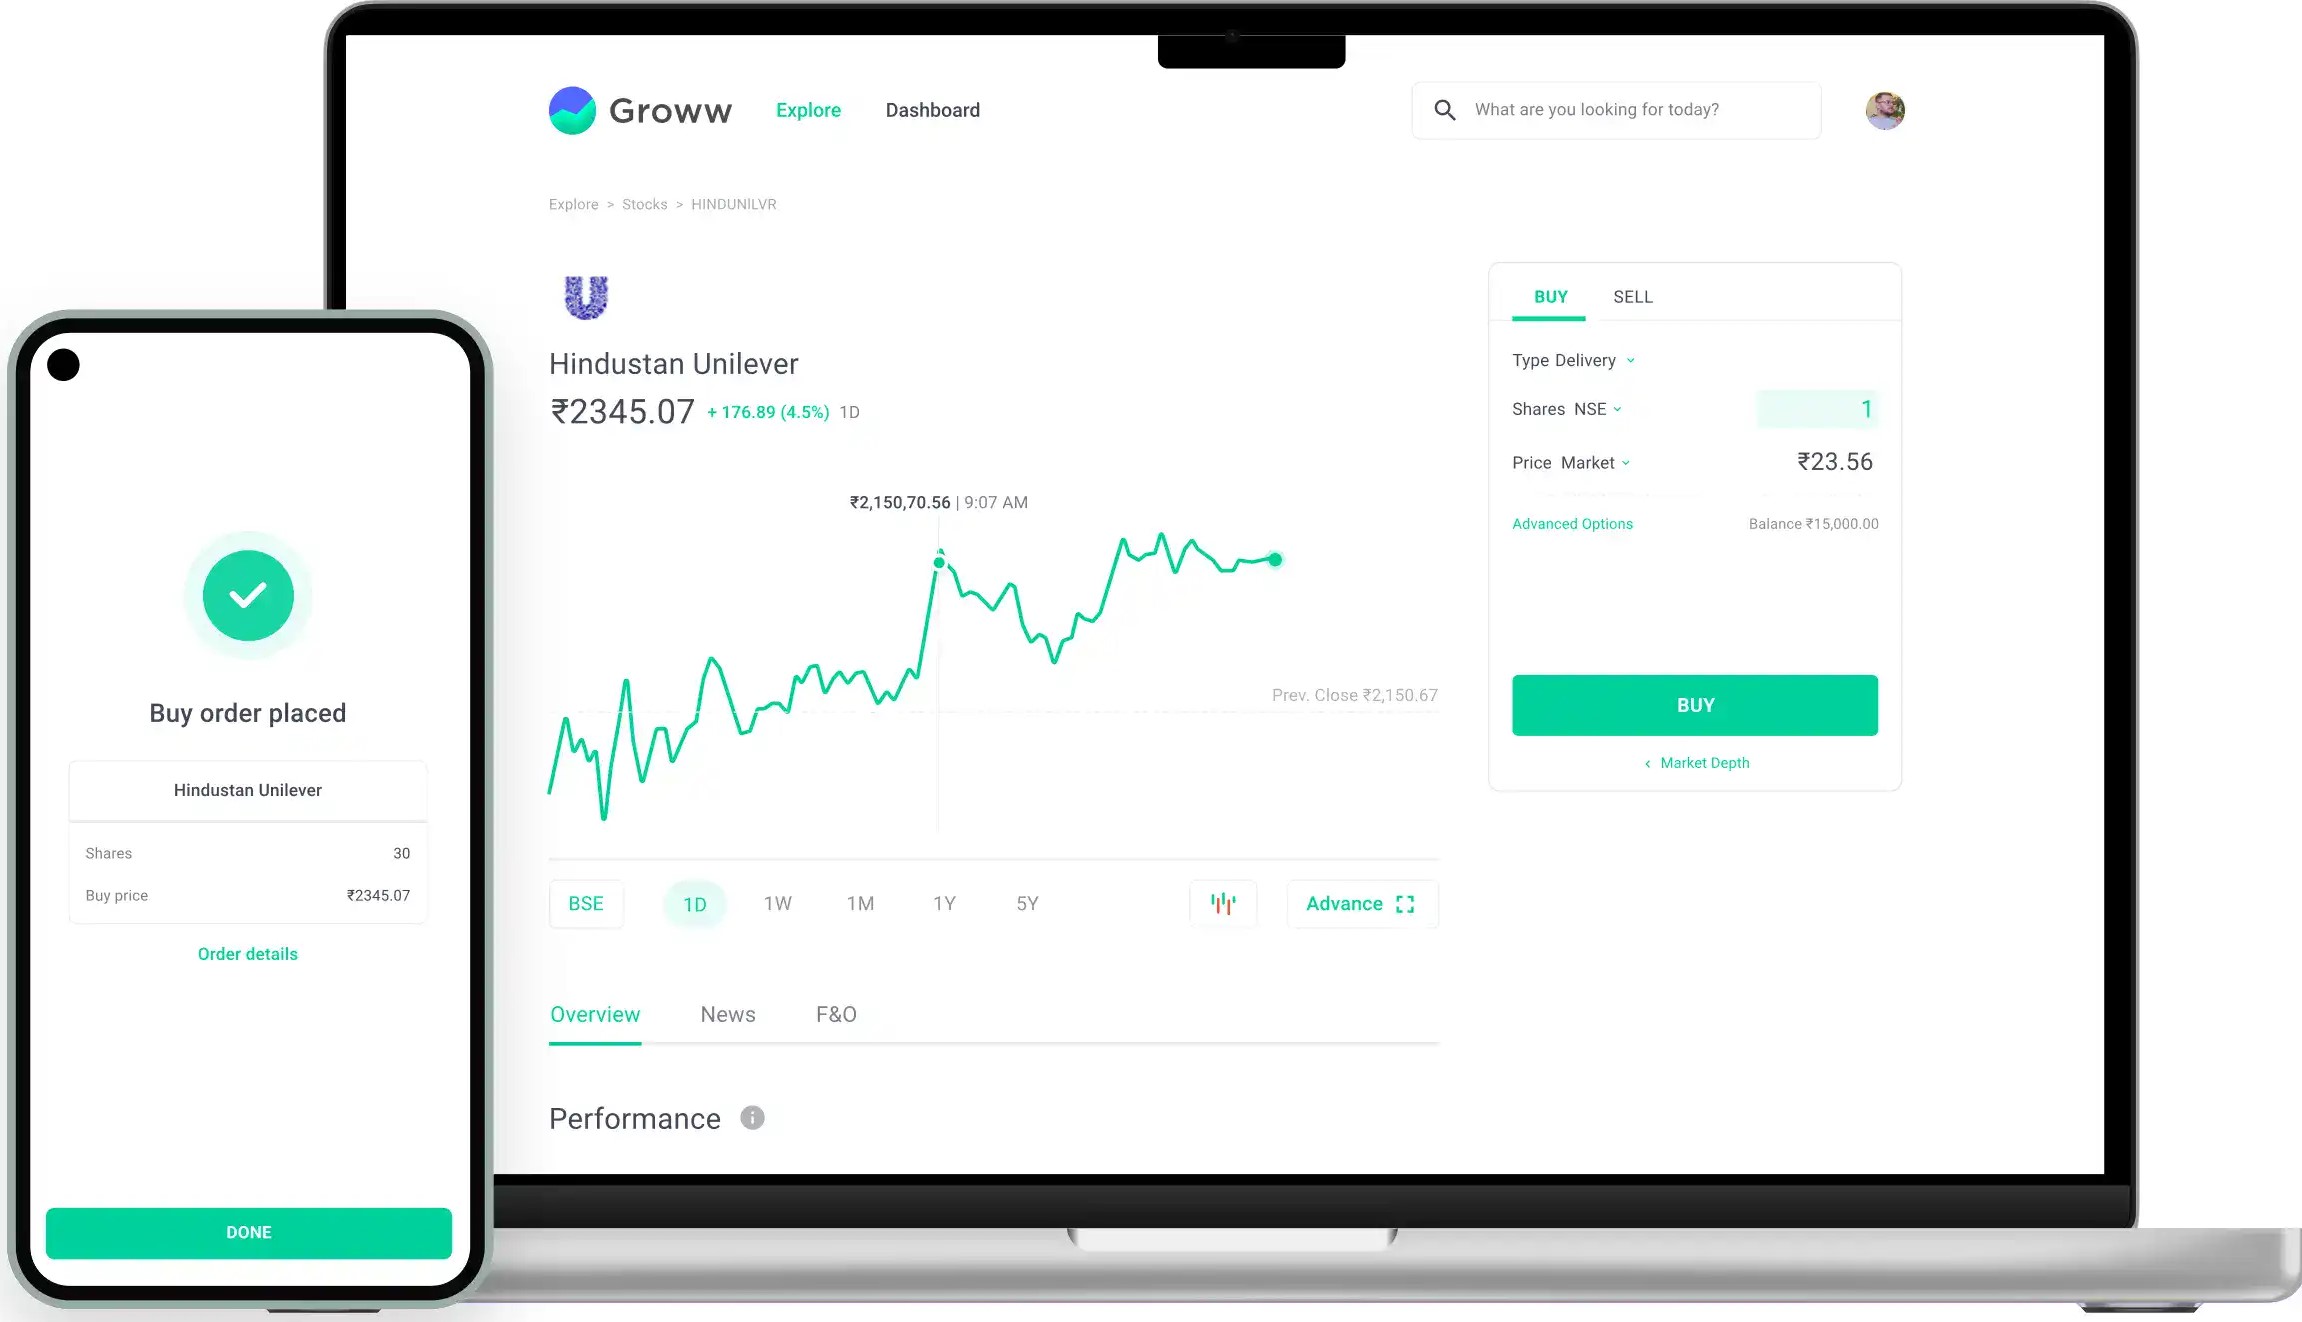 Groww Explore Dashboard What are you looking for today?
Explore > Stocks > HINDUNILVR
Hindustan Unilever
₹2345.07 + 176.89 (4.5%) 1D
₹2,150,70.56 | 9:07 AM
Prev. Close ₹2,150.67
BSE 1D 1W 1M 1Y 5Y Advance
Overview News F&O
Performance
BUY SELL
Type Delivery
Shares NSE 1
Price Market ₹23.56
Advanced Options Balance ₹15,000.00
BUY
< Market Depth
Buy order placed
Hindustan Unilever
Shares 30
Buy price ₹2345.07
Order details
DONE